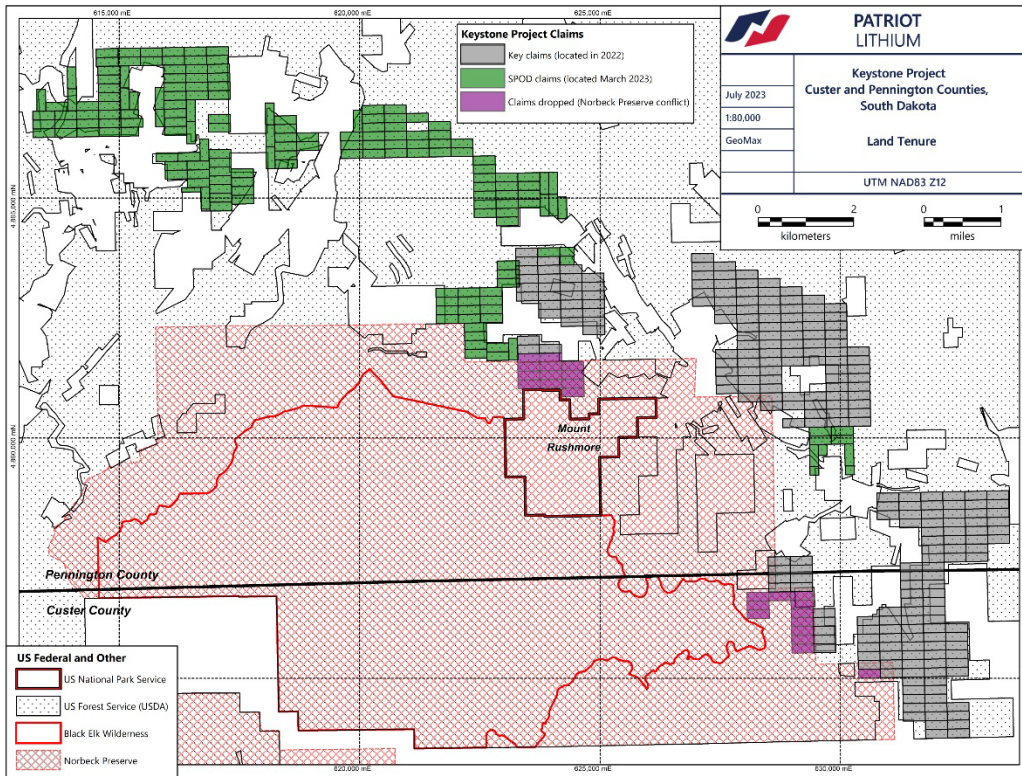 615,000 mE
620,000 mE
625,000 mE
Keystone Project Claims
Key claims (located in 2022)
SPOD claims (located March 2023)
Claims dropped (Norbeck Preserve conflict)
PATRIOT
LITHIUM
July 2023
1:80,000
GeoMax
Keystone Project
Custer and Pennington Counties,
South Dakota
Land Tenure
UTM NAD83 Z12
0 2
kilometers
0 1
miles
4,895,000 mN
4,890,000 mN
Mount
Rushmore
Pennington County
Custer County
US Federal and Other
US National Park Service
US Forest Service (USDA)
Black Elk Wilderness
Norbeck Preserve
620,000 mE
625,000 mE
630,000 mE